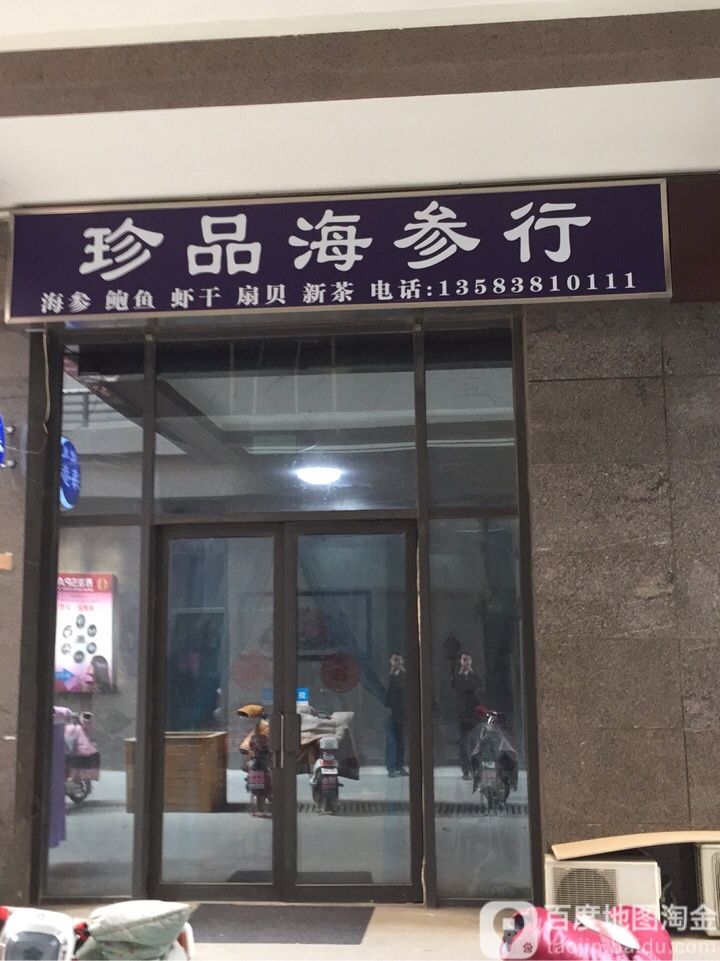 珍品海参行
海参 鲍鱼 虾干 扇贝 新茶 电话:13583810111
百度地图淘金
taojin.baidu.com